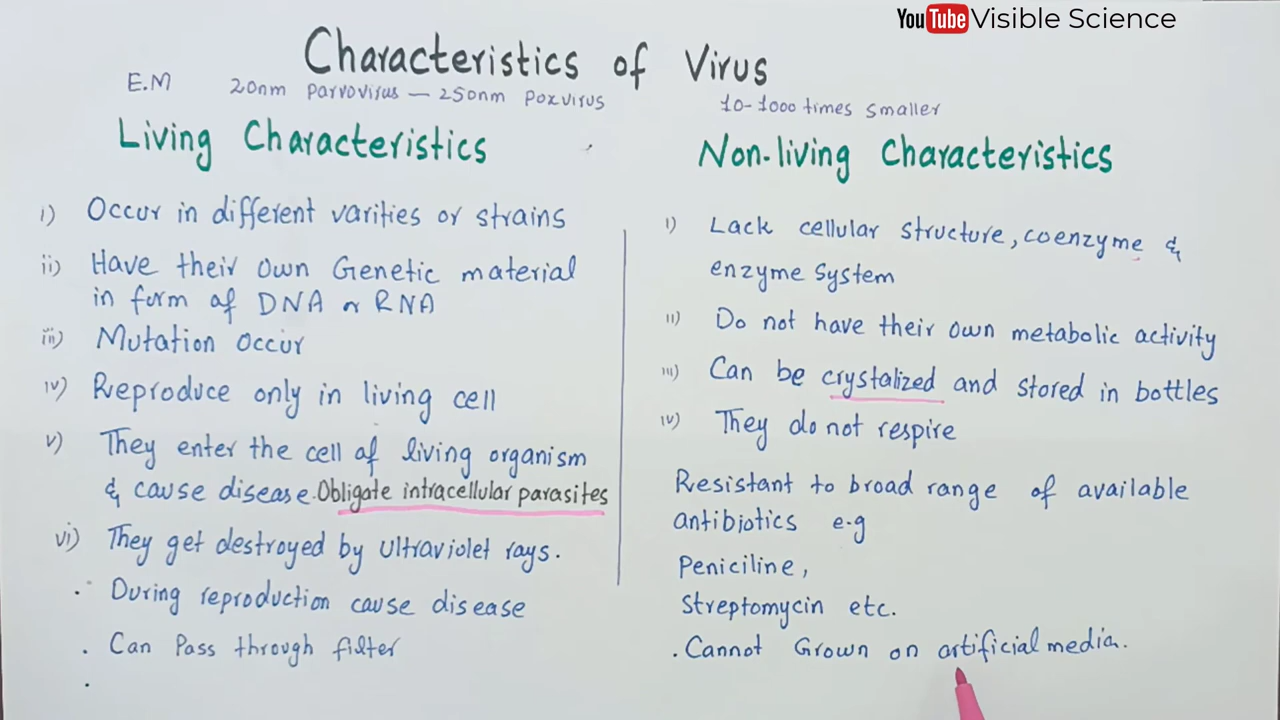 YouTube Visible Science
Characteristics of Virus
E.M 20nm Parvovirus — 250nm Poxvirus
10-1000 times smaller
Living Characteristics
i) Occur in different varities or strains
ii) Have their own Genetic material
in form of DNA or RNA
iii) Mutation Occur
iv) Reproduce only in living cell
v) They enter the cell of living organism
& cause disease. Obligate intracellular parasites
vi) They get destroyed by ultraviolet rays.
. During reproduction cause disease
. Can Pass through filter
.
Non-living Characteristics
i) Lack cellular structure, coenzyme &
enzyme System
ii) Do not have their own metabolic activity
iii) Can be crystalized and stored in bottles
iv) They do not respire
Resistant to broad range of available
antibiotics e-g
Peniciline,
Streptomycin etc.
. Cannot Grown on artificial media.